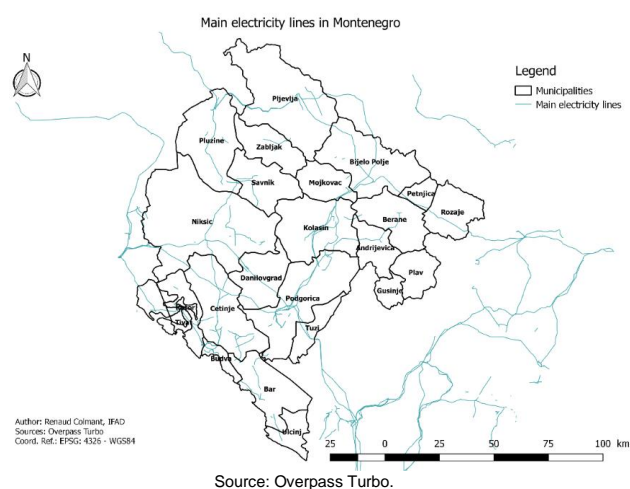 Main electricity lines in Montenegro
N
Legend
Municipalities
Main electricity lines
Pljevlja
Pluzine
Zabljak
Bijelo Polje
Savnik
Mojkovac
Petnjica
Rozaje
Niksic
Kolasin
Berane
Andrijevica
Plav
Gusinje
Danilovgrad
Podgorica
Cetinje
Tuzi
Tivat
Budva
Bar
Ulcinj
Author: Renaud Colmant, IFAD
Sources: Overpass Turbo
Coord. Ref.: EPSG: 4326 - WGS84
25 0 25 50 75 100 km
Source: Overpass Turbo.